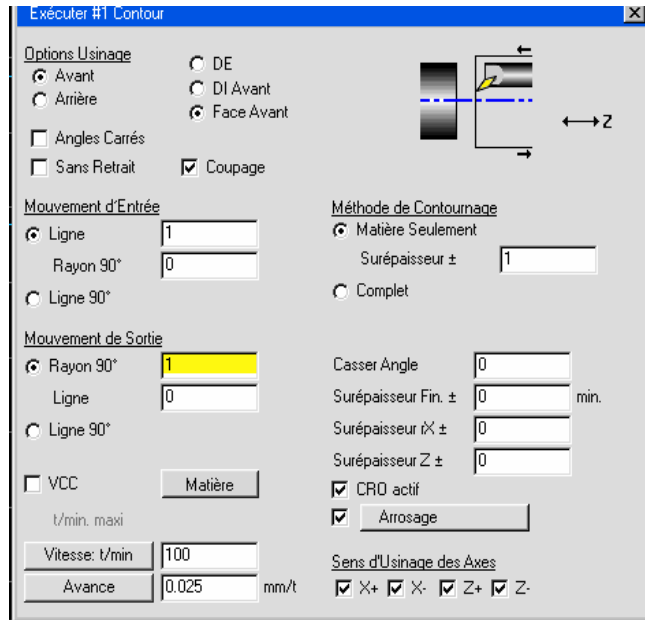 Exécuter #1 Contour
Options Usinage
Avant
Arrière
DE
DI Avant
Face Avant
Angles Carrés
Sans Retrait
Coupage
Z
Mouvement d'Entrée
Ligne 1
Rayon 90° 0
Ligne 90°
Méthode de Contournage
Matière Seulement
Surépaisseur ± 1
Complet
Mouvement de Sortie
Rayon 90° 1
Ligne 0
Ligne 90°
Casser Angle 0
Surépaisseur Fin. ± 0 min.
Surépaisseur rX ± 0
Surépaisseur Z ± 0
VCC Matière
t/min. maxi
Vitesse: t/min 100
Avance 0.025 mm/t
CRO actif
Arrosage
Sens d'Usinage des Axes
X+ X- Z+ Z-